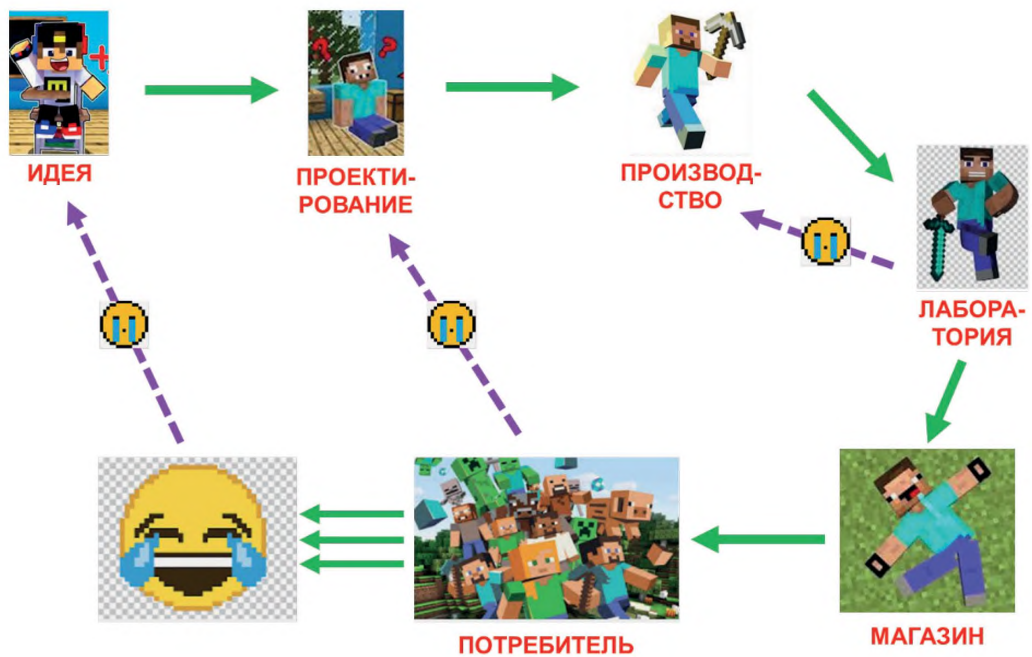 ИДЕЯ
ПРОЕКТИ-
РОВАНИЕ
ПРОИЗВОД-
СТВО
ЛАБОРА-
ТОРИЯ
МАГАЗИН
ПОТРЕБИТЕЛЬ